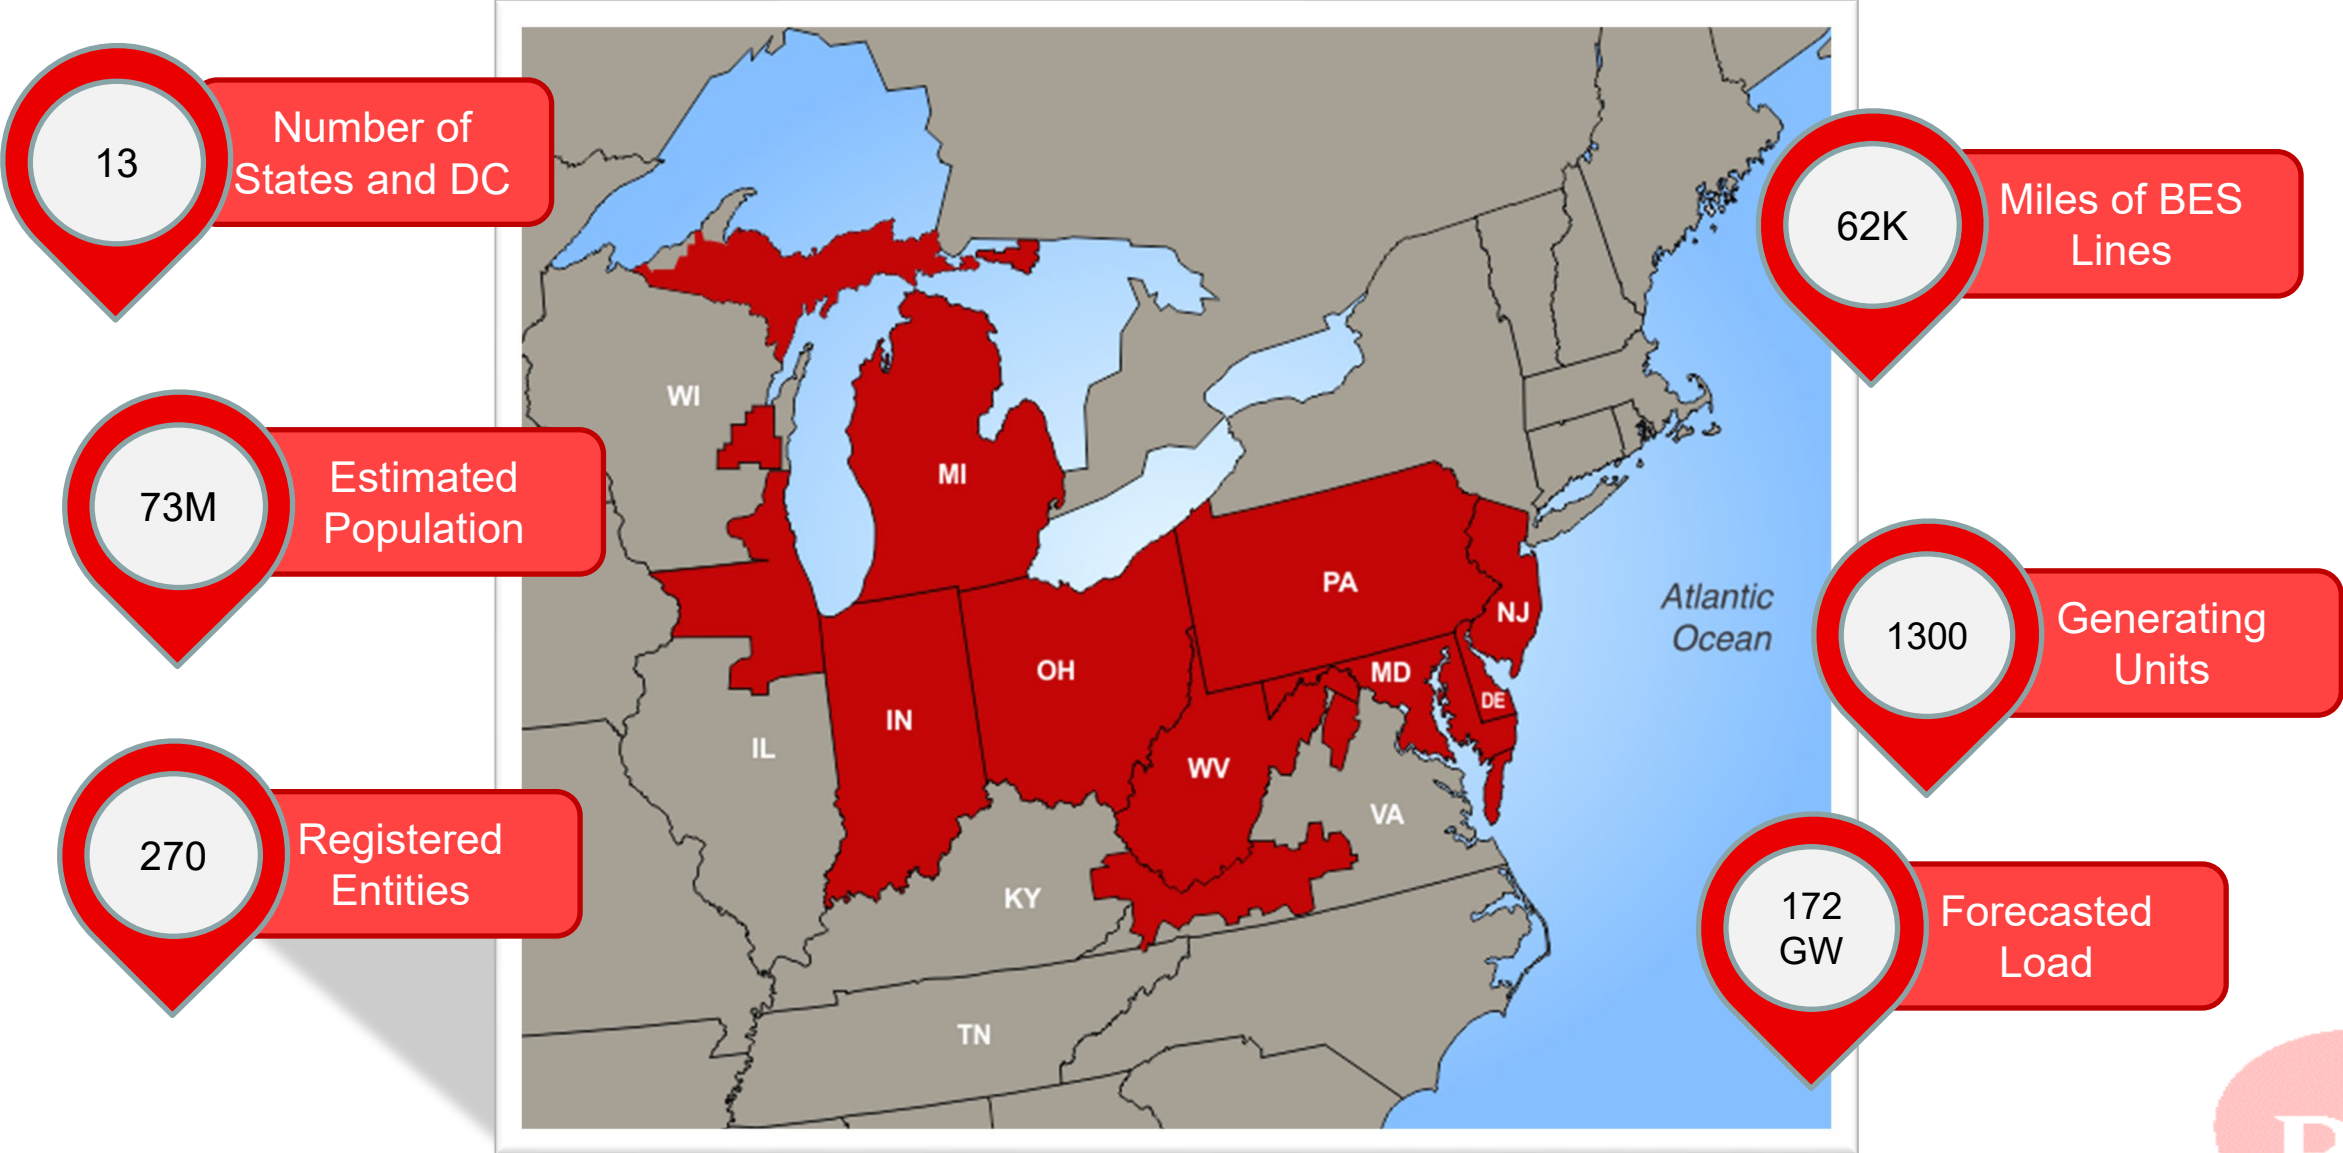 13
Number of
States and DC
73M
Estimated
Population
270
Registered
Entities
WI
MI
PA
NJ
OH
MD
DE
IN
IL
WV
VA
KY
TN
Atlantic
Ocean
62K
Miles of BES
Lines
1300
Generating
Units
172
GW
Forecasted
Load